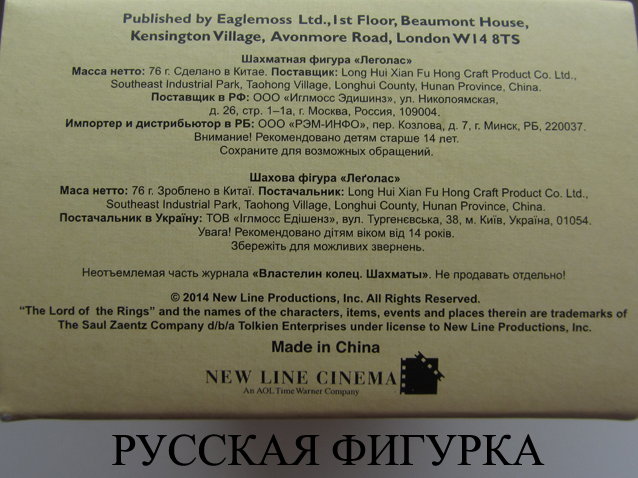 Published by Eaglemoss Ltd.,1st Floor, Beaumont House,
Kensington Village, Avonmore Road, London W14 8TS
Шахматная фигура «Леголас»
Масса нетто: 76 г. Сделано в Китае. Поставщик: Long Hui Xian Fu Hong Craft Product Co. Ltd.,
Southeast Industrial Park, Taohong Village, Longhui County, Hunan Province, China.
Поставщик в РФ: ООО «Иглмосс Эдишинз», ул. Николоямская,
д. 26, стр. 1–1а, г. Москва, Россия, 109004.
Импортер и дистрибьютор в РБ: ООО «РЭМ-ИНФО», пер. Козлова, д. 7, г. Минск, РБ, 220037.
Внимание! Рекомендовано детям старше 14 лет.
Сохраните для возможных обращений.
Шахова фігура «Леґолас»
Маса нетто: 76 г. Зроблено в Китаї. Постачальник: Long Hui Xian Fu Hong Craft Product Co. Ltd.,
Southeast Industrial Park, Taohong Village, Longhui County, Hunan Province, China.
Постачальник в Україну: ТОВ «Іглмосс Едішенз», вул. Тургенєвська, 38, м. Київ, Україна, 01054.
Увага! Рекомендовано дітям віком від 14 років.
Збережіть для можливих звернень.
Неотъемлемая часть журнала «Властелин колец. Шахматы». Не продавать отдельно!
© 2014 New Line Productions, Inc. All Rights Reserved.
“The Lord of the Rings” and the names of the characters, items, events and places therein are trademarks of
The Saul Zaentz Company d/b/a Tolkien Enterprises under license to New Line Productions, Inc.
Made in China
NEW LINE CINEMA
An AOL Time Warner Company
РУССКАЯ ФИГУРКА